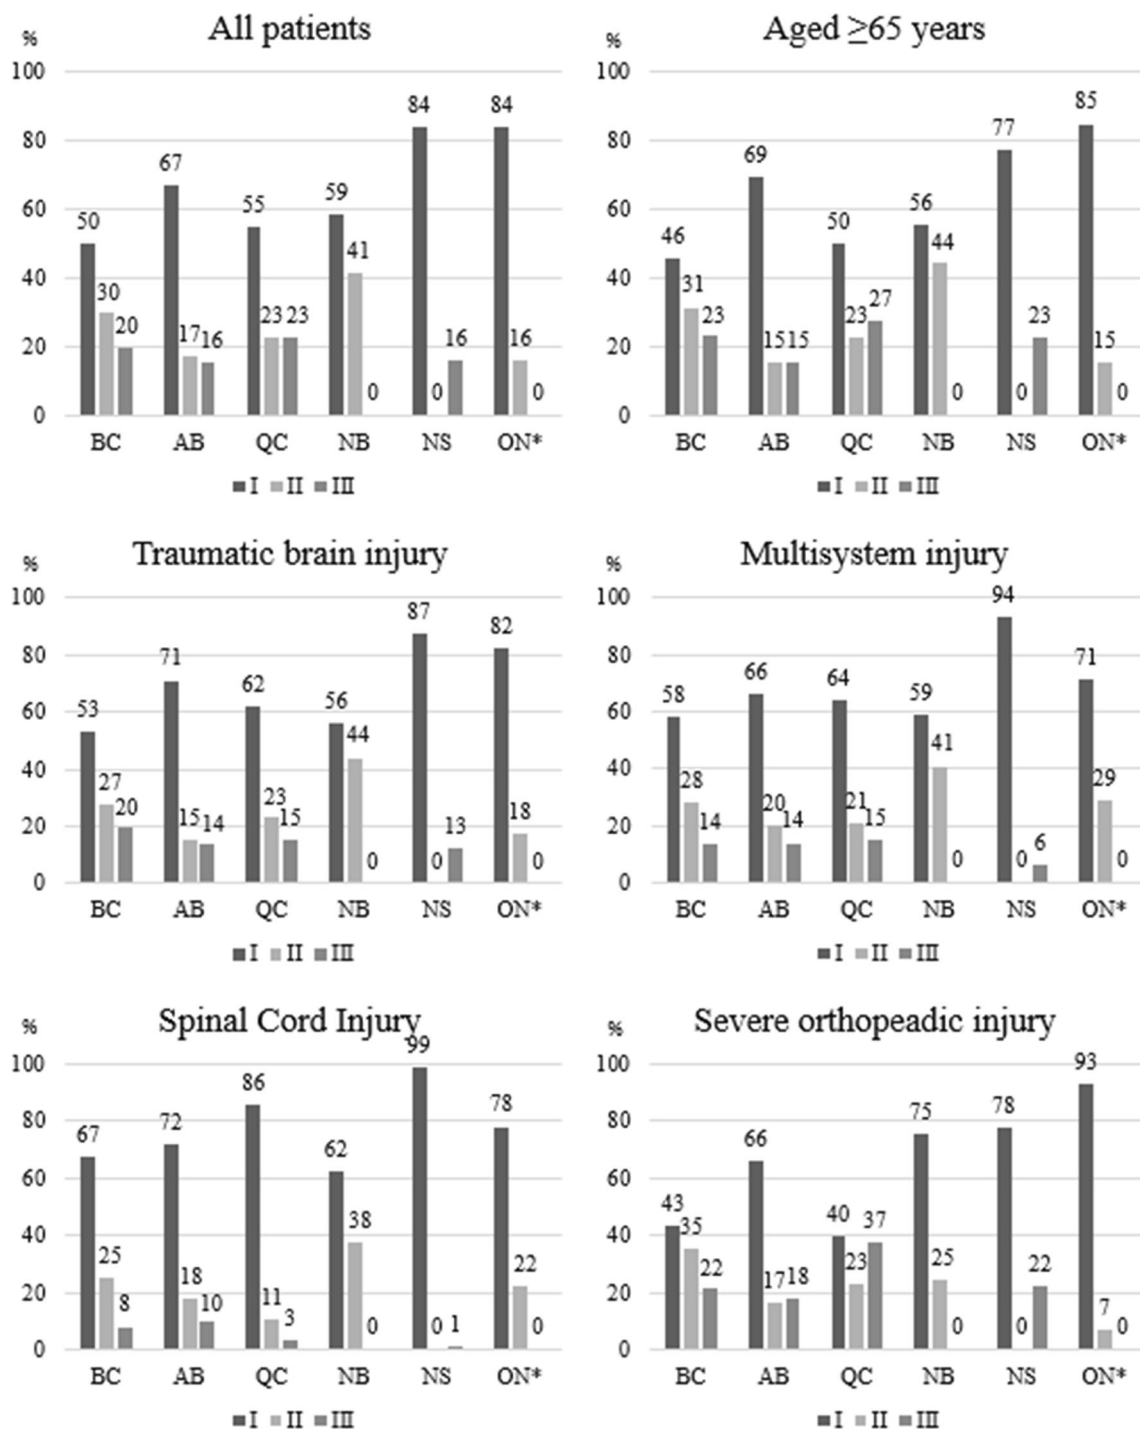 All patients
%
100
80
60
40
20
0
50 30 20
67 17 16
55 23 23
59 41 0
84 0 16
84 16 0
BC AB QC NB NS ON*
I II III
Aged ≥65 years
%
100
80
60
40
20
0
46 31 23
69 15 15
50 23 27
56 44 0
77 0 23
85 15 0
BC AB QC NB NS ON*
I II III
Traumatic brain injury
%
100
80
60
40
20
0
53 27 20
71 15 14
62 23 15
56 44 0
87 0 13
82 18 0
BC AB QC NB NS ON*
I II III
Multisystem injury
%
100
80
60
40
20
0
58 28 14
66 20 14
64 21 15
59 41 0
94 0 6
71 29 0
BC AB QC NB NS ON*
I II III
Spinal Cord Injury
%
100
80
60
40
20
0
67 25 8
72 18 10
86 11 3
62 38 0
99 0 1
78 22 0
BC AB QC NB NS ON*
I II III
Severe orthopeadic injury
%
100
80
60
40
20
0
43 35 22
66 17 18
40 23 37
75 25 0
78 0 22
93 7 0
BC AB QC NB NS ON*
I II III